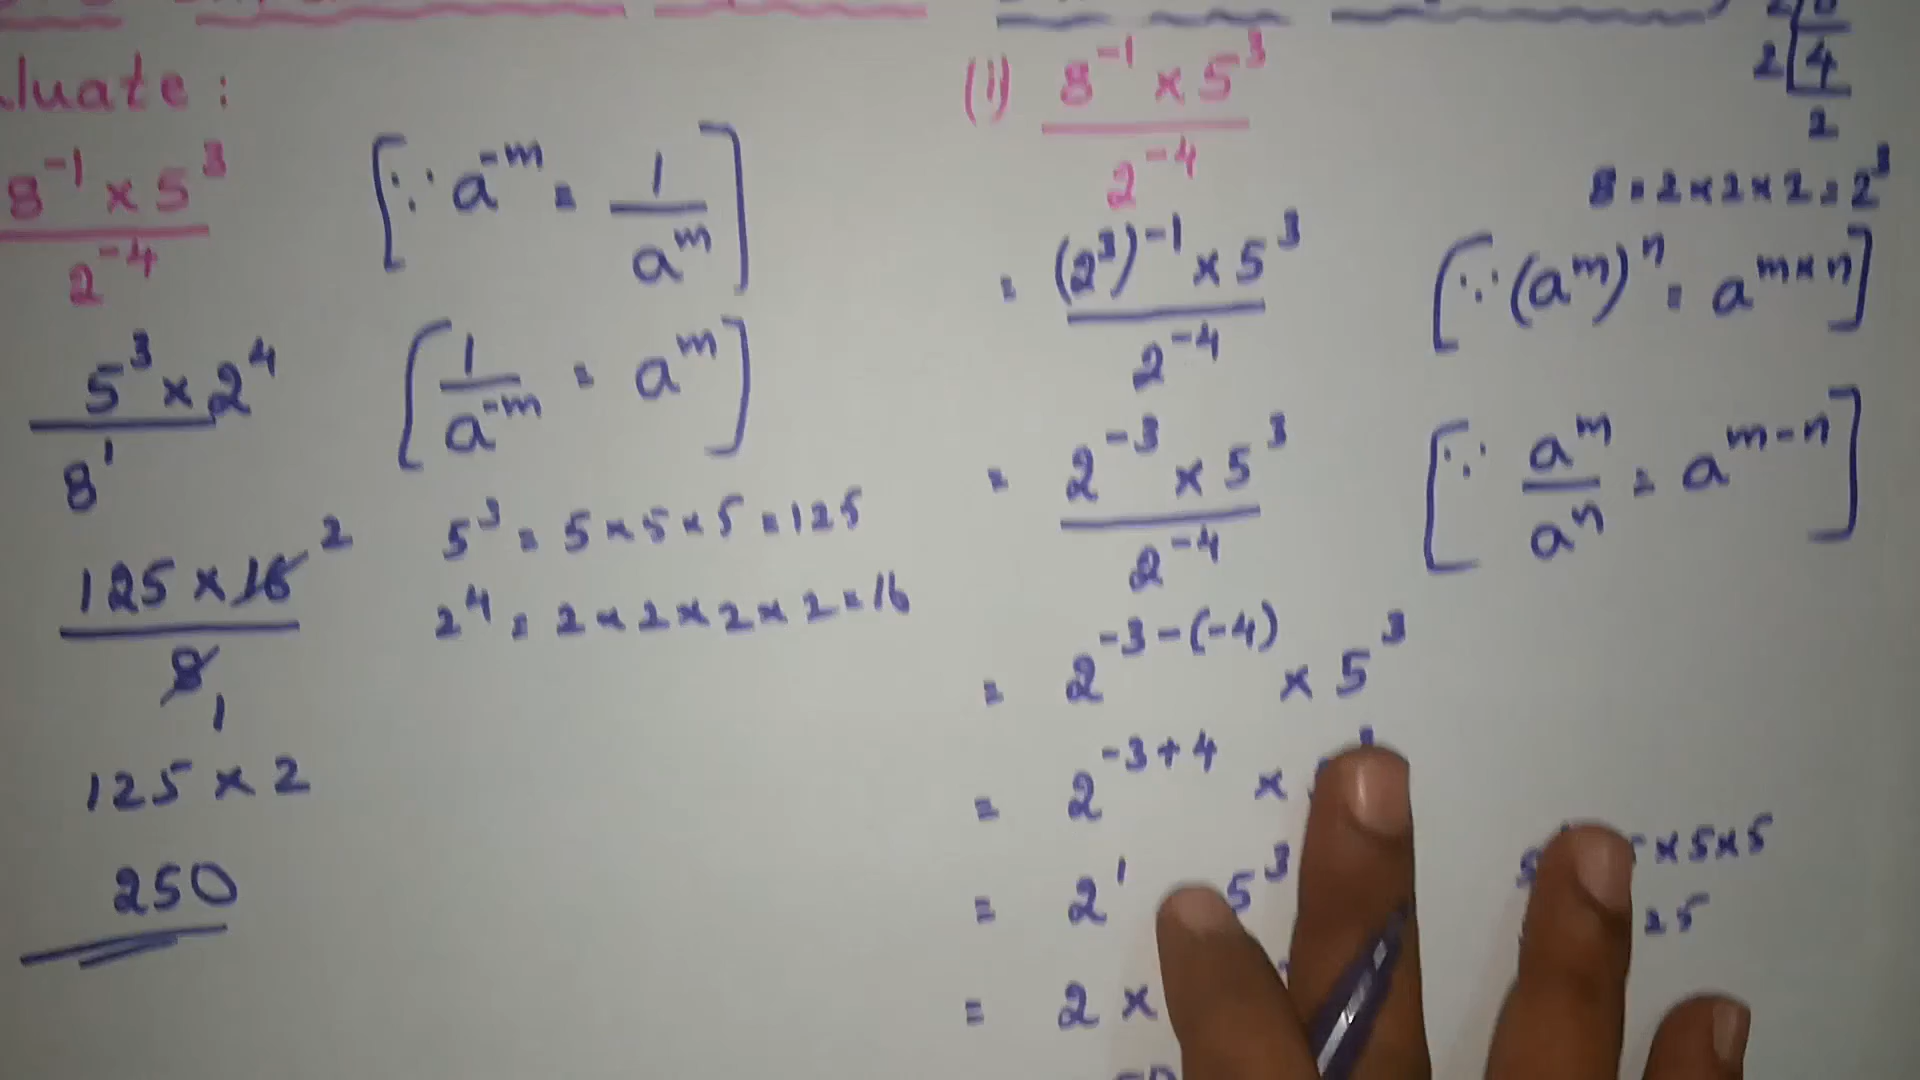 luate :
8⁻¹ × 5³
2⁻⁴
[∵ a⁻ᵐ = 1/aᵐ]
5³ × 2⁴
8¹
[1/a⁻ᵐ = aᵐ]
125 × 16 2
8 1
5³ = 5 × 5 × 5 = 125
2⁴ = 2 × 2 × 2 × 2 = 16
125 × 2
250
(i) 8⁻¹ × 5³
2⁻⁴
2 4
2
8 = 2 × 2 × 2 = 2³
= (2³)⁻¹ × 5³
2⁻⁴
[∵ (aᵐ)ⁿ = aᵐˣⁿ]
= 2⁻³ × 5³
2⁻⁴
[∵ aᵐ/aⁿ = aᵐ⁻ⁿ]
= 2⁻³⁻⁽⁻⁴⁾ × 5³
= 2⁻³⁺⁴ ×
= 2¹ 5³
= 2 ×
× 5 × 5
25